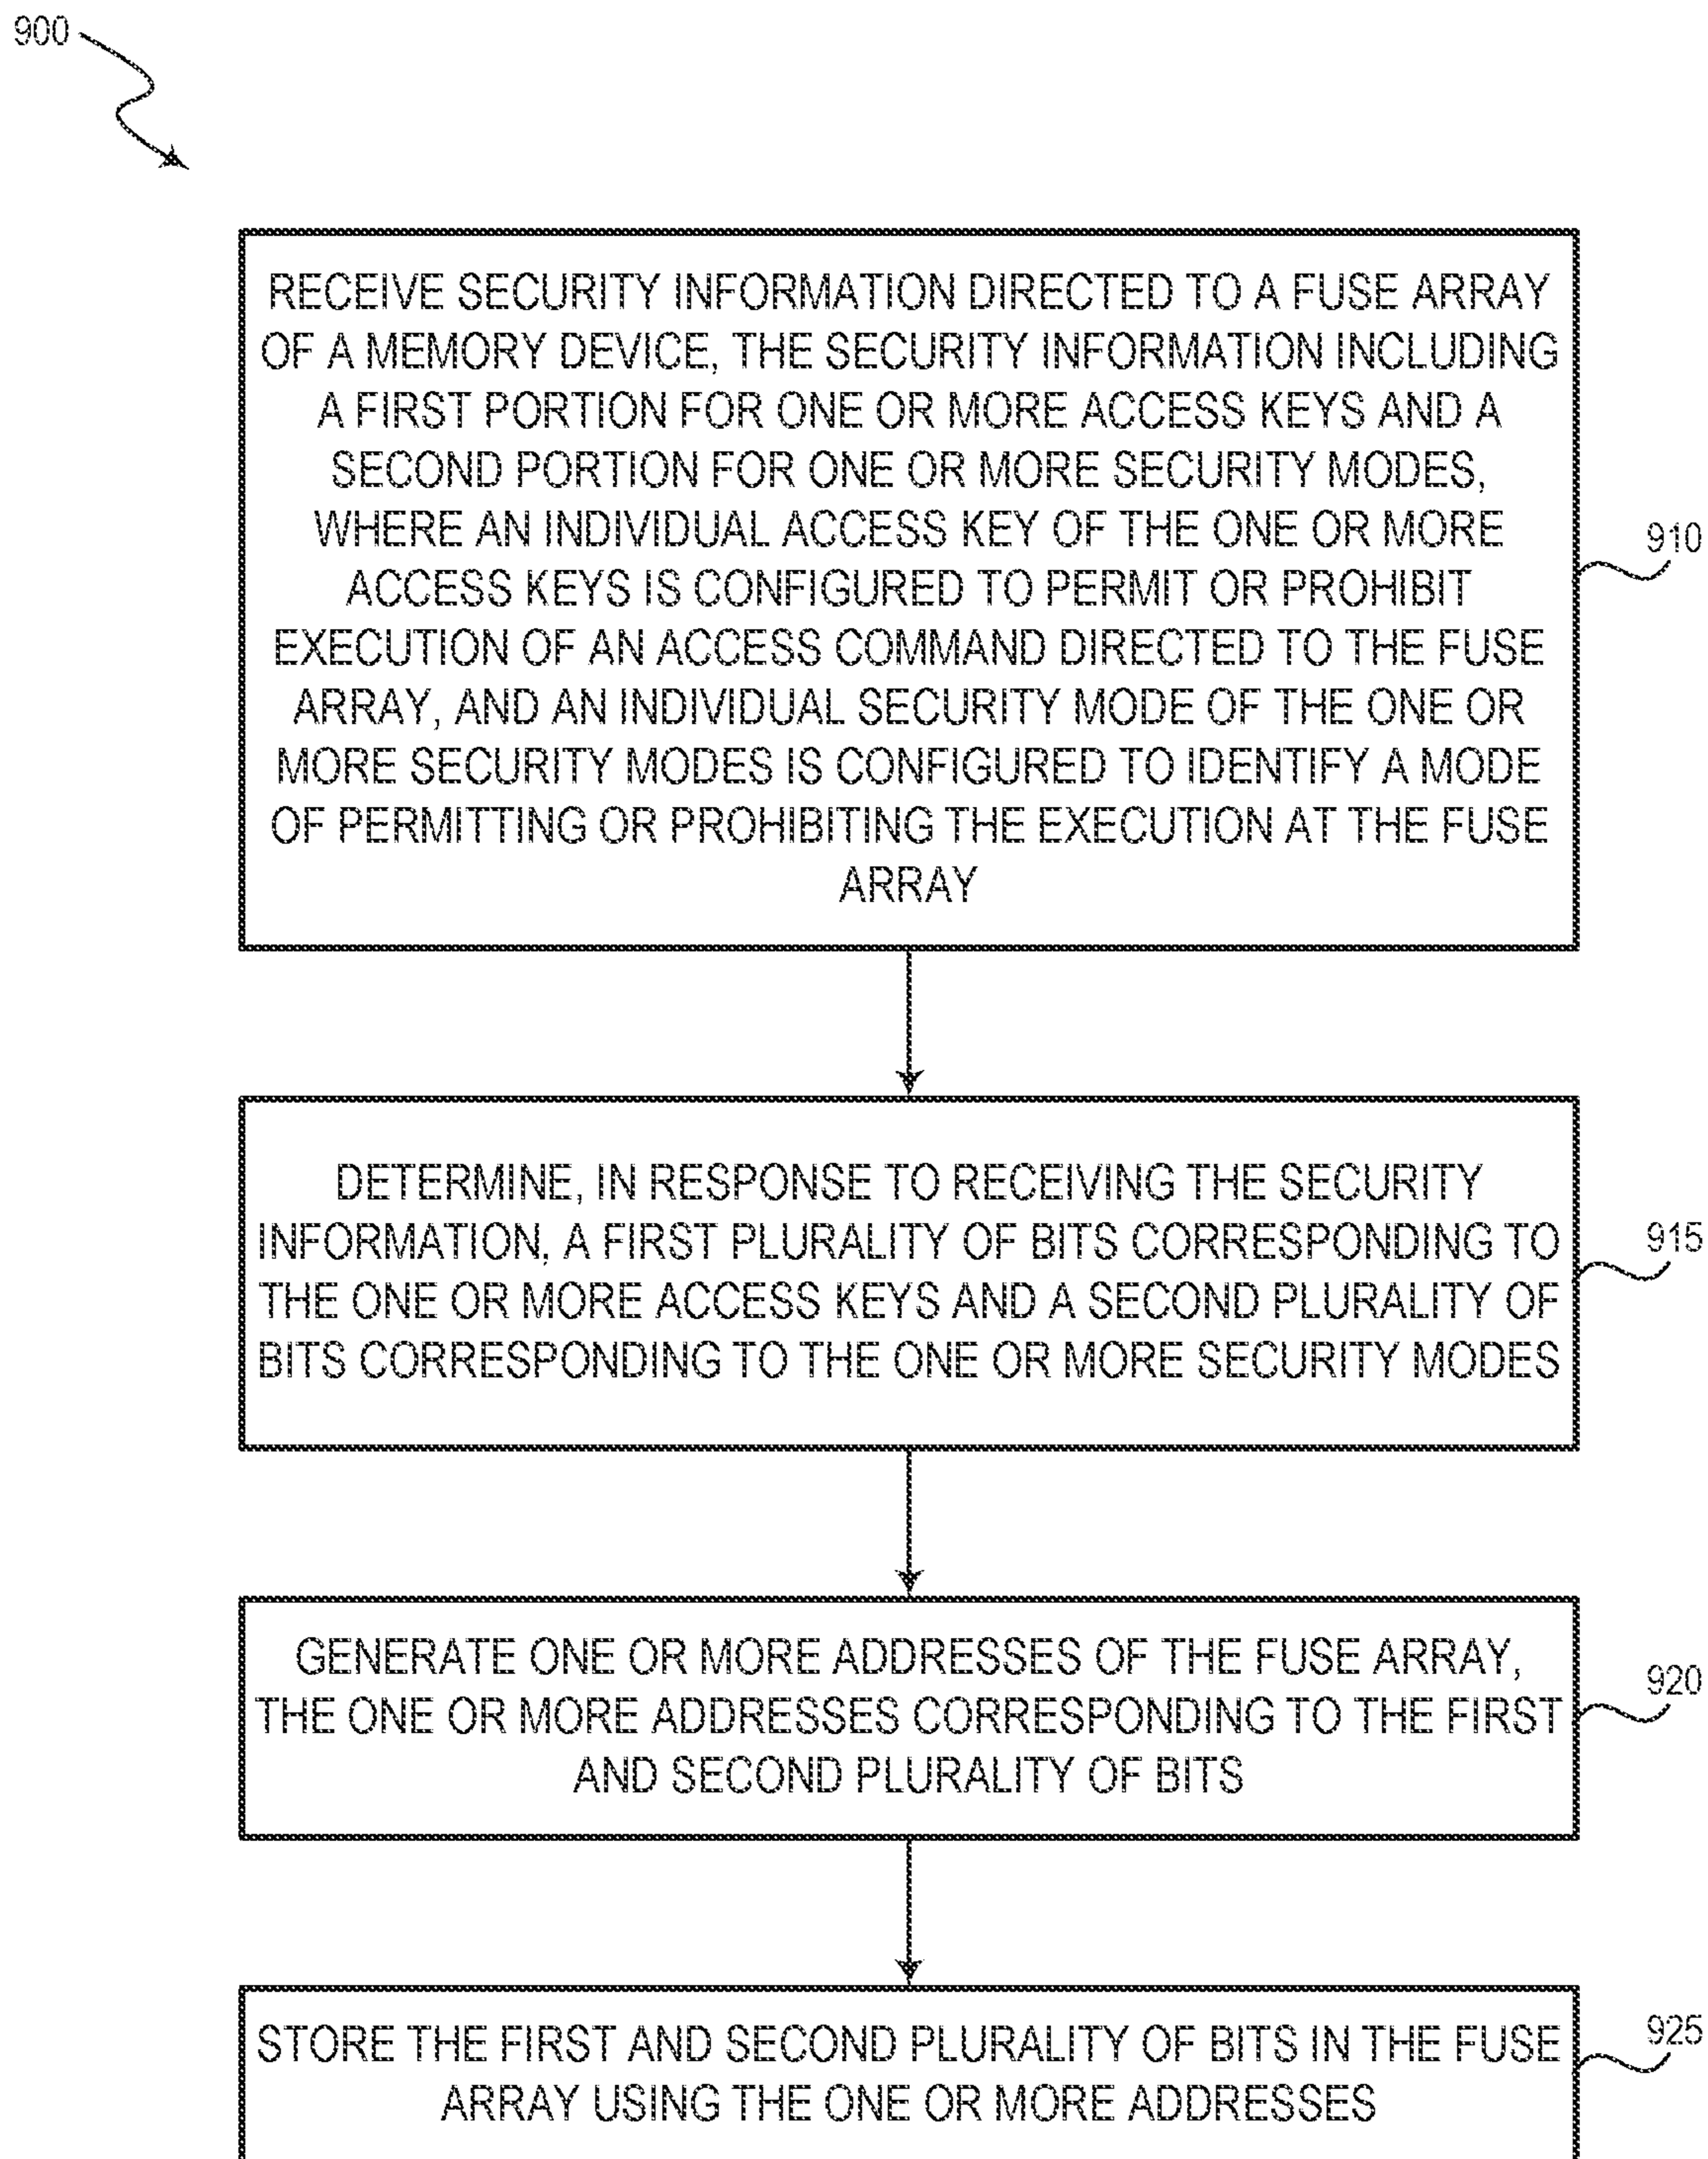 900
RECEIVE SECURITY INFORMATION DIRECTED TO A FUSE ARRAY
OF A MEMORY DEVICE, THE SECURITY INFORMATION INCLUDING
A FIRST PORTION FOR ONE OR MORE ACCESS KEYS AND A
SECOND PORTION FOR ONE OR MORE SECURITY MODES,
WHERE AN INDIVIDUAL ACCESS KEY OF THE ONE OR MORE
ACCESS KEYS IS CONFIGURED TO PERMIT OR PROHIBIT
EXECUTION OF AN ACCESS COMMAND DIRECTED TO THE FUSE
ARRAY, AND AN INDIVIDUAL SECURITY MODE OF THE ONE OR
MORE SECURITY MODES IS CONFIGURED TO IDENTIFY A MODE
OF PERMITTING OR PROHIBITING THE EXECUTION AT THE FUSE
ARRAY
910
DETERMINE, IN RESPONSE TO RECEIVING THE SECURITY
INFORMATION, A FIRST PLURALITY OF BITS CORRESPONDING TO
THE ONE OR MORE ACCESS KEYS AND A SECOND PLURALITY OF
BITS CORRESPONDING TO THE ONE OR MORE SECURITY MODES
915
GENERATE ONE OR MORE ADDRESSES OF THE FUSE ARRAY,
THE ONE OR MORE ADDRESSES CORRESPONDING TO THE FIRST
AND SECOND PLURALITY OF BITS
920
STORE THE FIRST AND SECOND PLURALITY OF BITS IN THE FUSE
ARRAY USING THE ONE OR MORE ADDRESSES
925